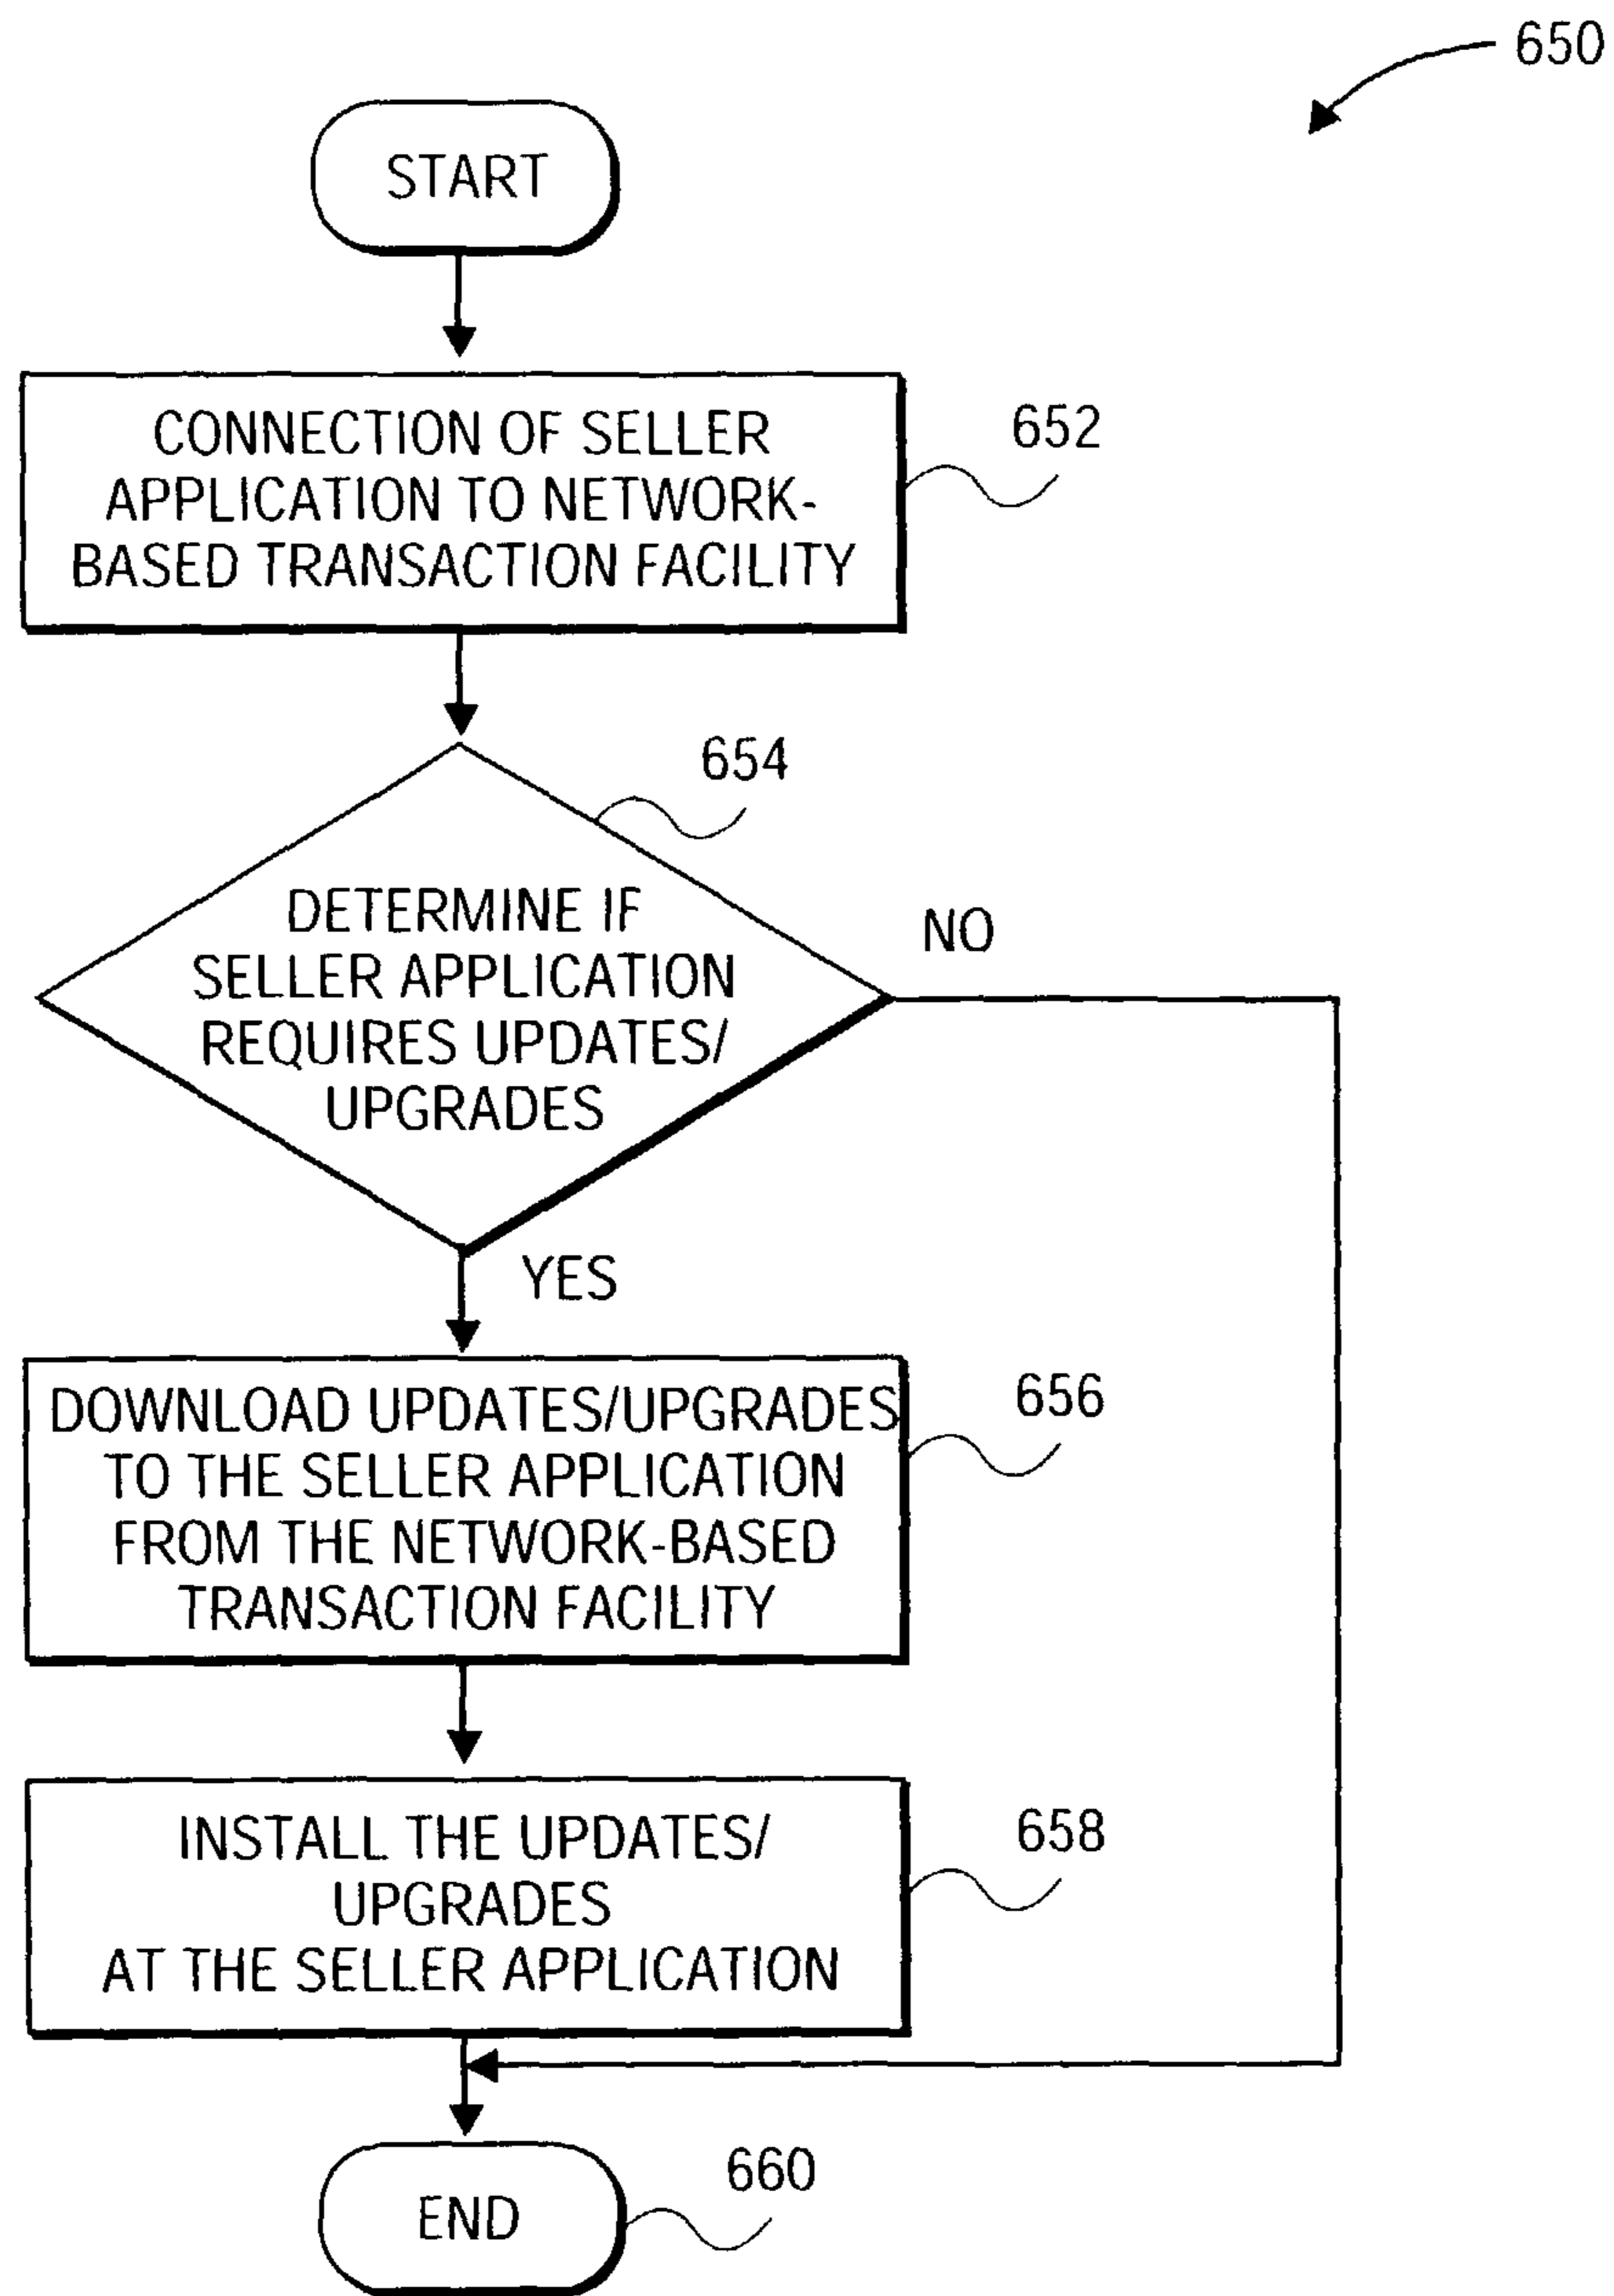 650
START
CONNECTION OF SELLER
APPLICATION TO NETWORK-
BASED TRANSACTION FACILITY
652
654
DETERMINE IF
SELLER APPLICATION
REQUIRES UPDATES/
UPGRADES
NO
YES
DOWNLOAD UPDATES/UPGRADES
TO THE SELLER APPLICATION
FROM THE NETWORK-BASED
TRANSACTION FACILITY
656
INSTALL THE UPDATES/
UPGRADES
AT THE SELLER APPLICATION
658
END
660